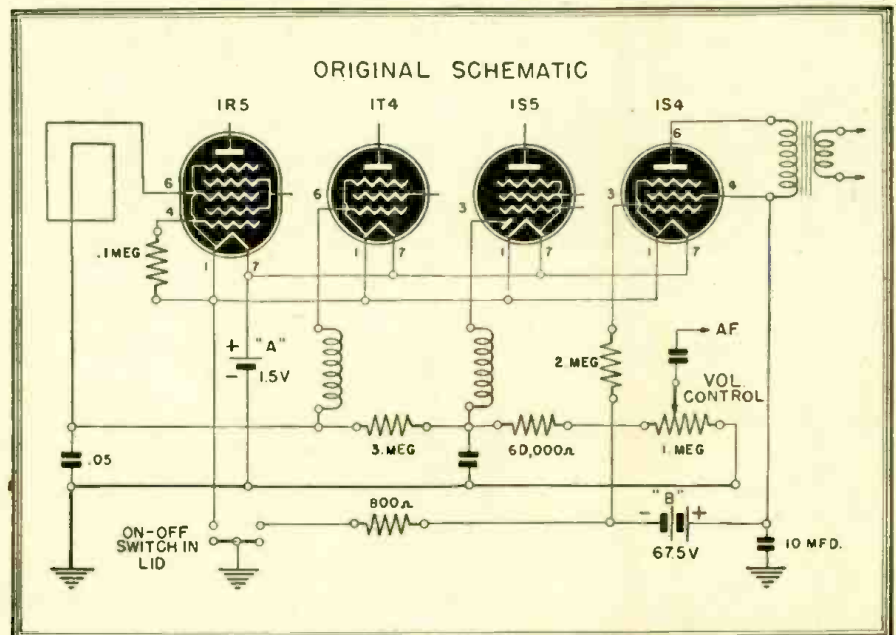 ORIGINAL SCHEMATIC
1R5 1T4 1S5 1S4
6
6 6 3 3 4
4
.1 MEG
1 7 1 7 1 7 1 7
+ "A"
- 1.5V
2. MEG
AF
VOL.
CONTROL
.05
3. MEG 60,000Ω 1. MEG
800Ω
"B"
- +
67.5V
ON-OFF
SWITCH IN
LID
10 MFD.